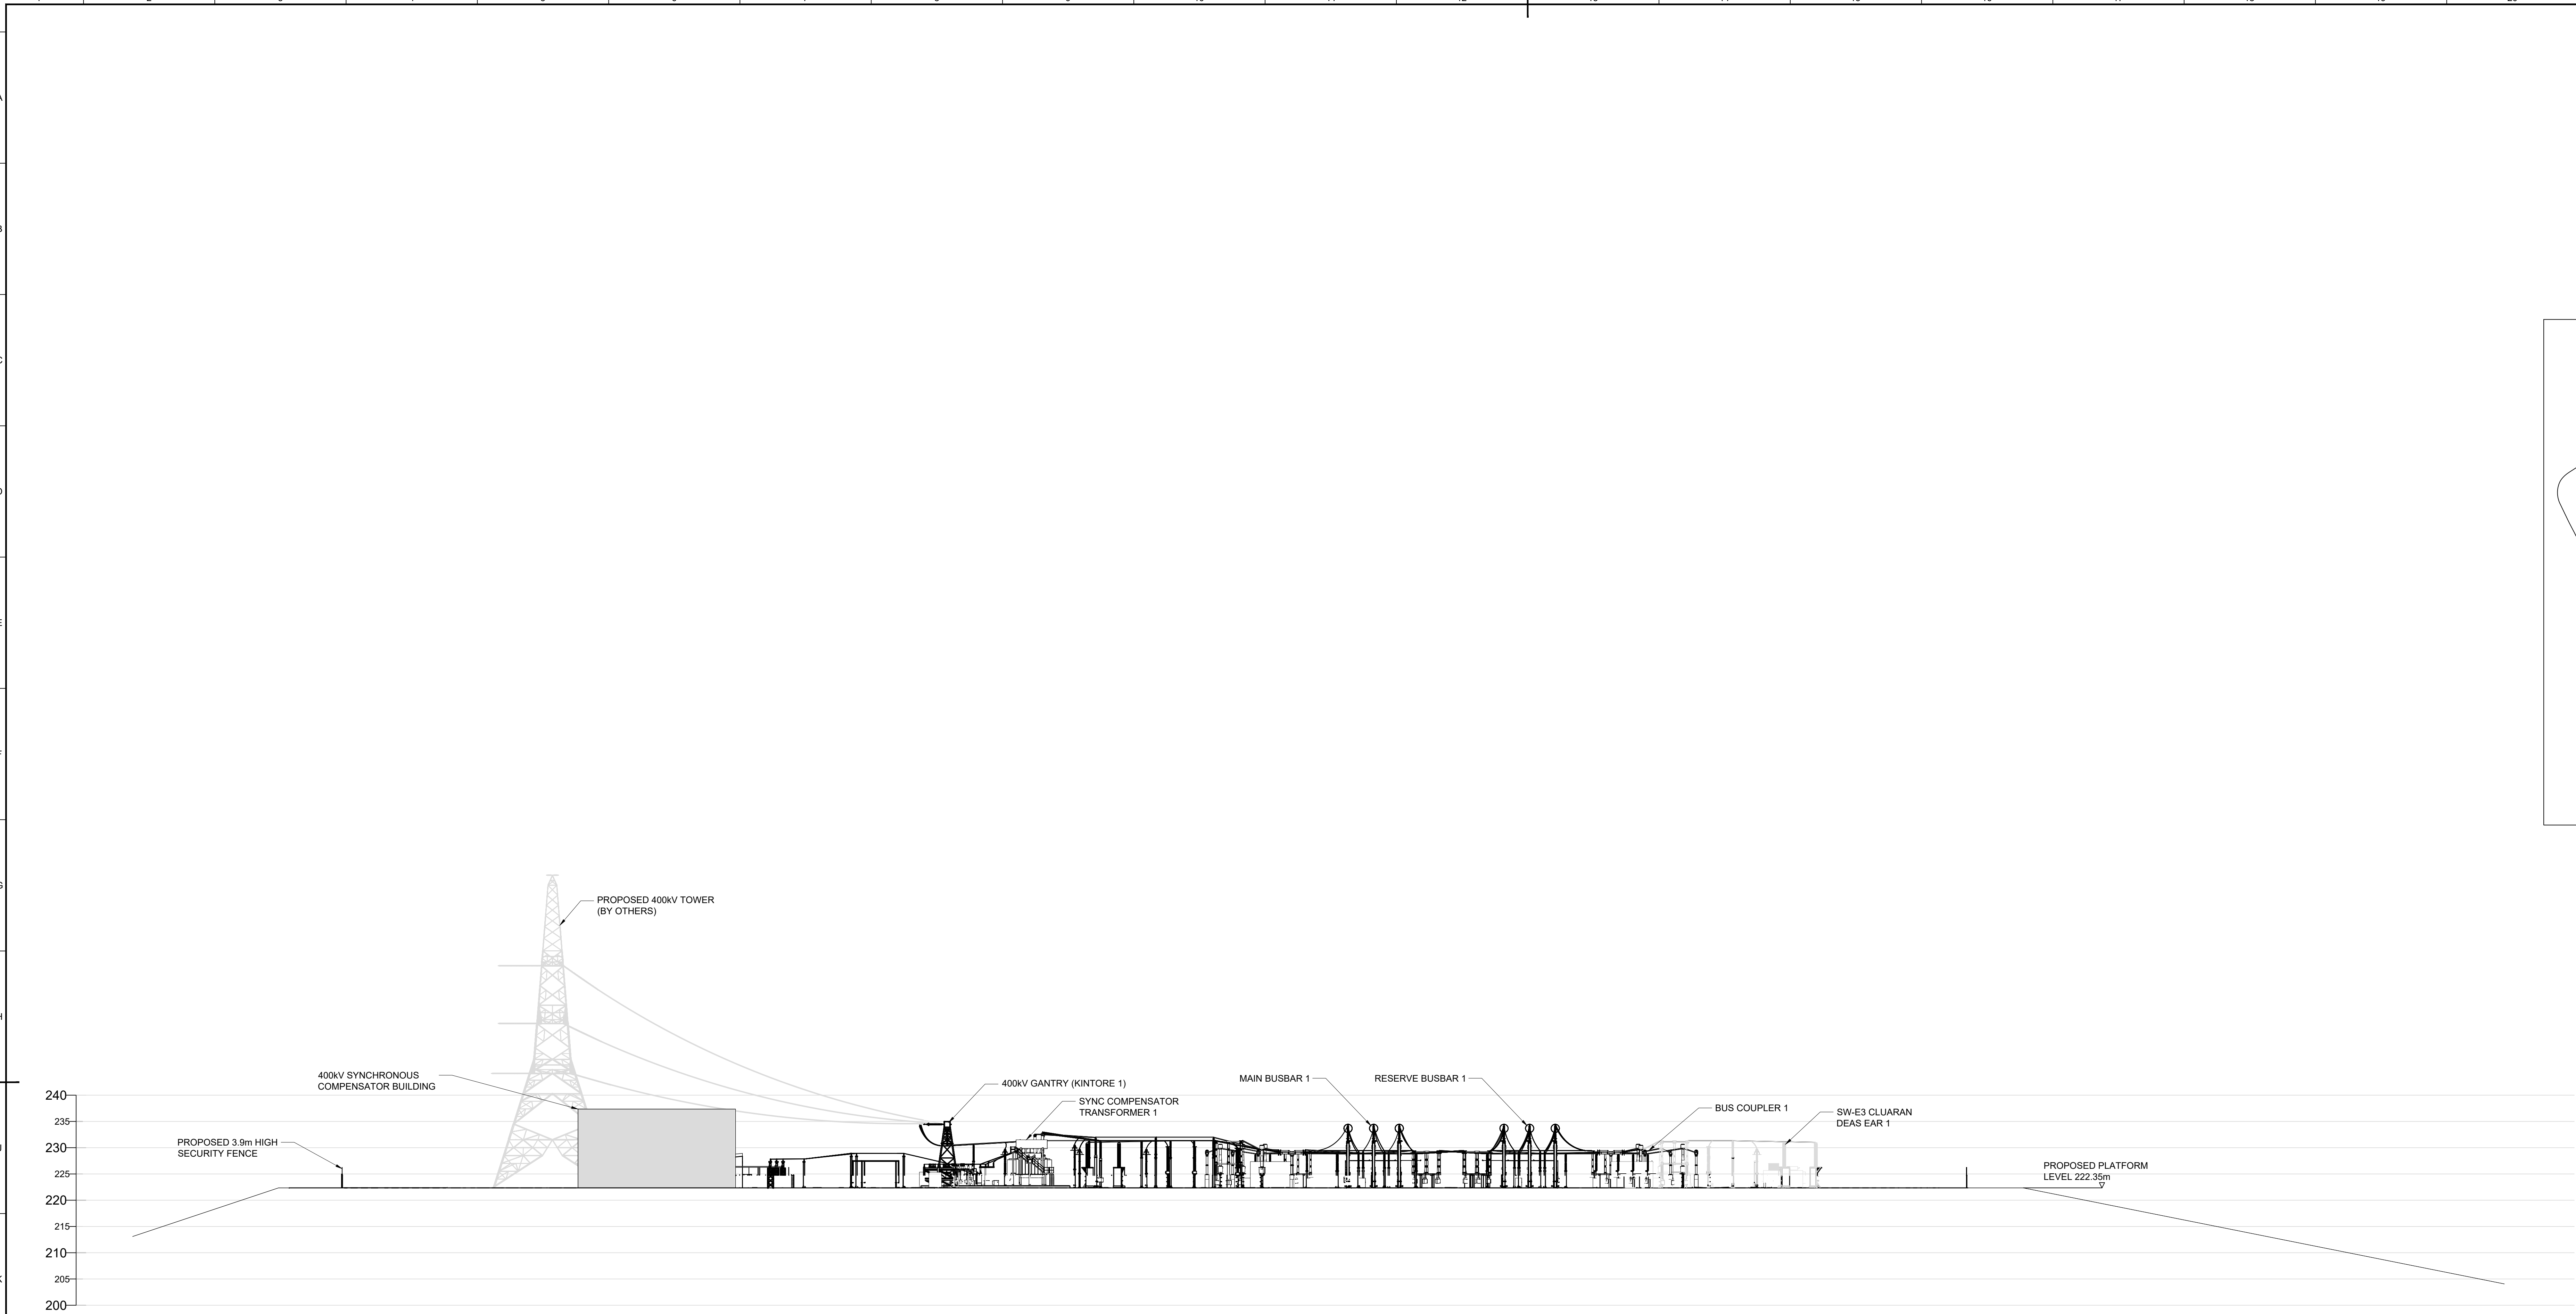 PROPOSED 400kV TOWER
(BY OTHERS)
400kV SYNCHRONOUS
COMPENSATOR BUILDING
400kV GANTRY (KINTORE 1)
MAIN BUSBAR 1
RESERVE BUSBAR 1
SYNC COMPENSATOR
TRANSFORMER 1
BUS COUPLER 1
SW-E3 CLUARAN
DEAS EAR 1
PROPOSED 3.9m HIGH
SECURITY FENCE
PROPOSED PLATFORM
LEVEL 222.35m
240
235
230
225
220
215
210
205
200